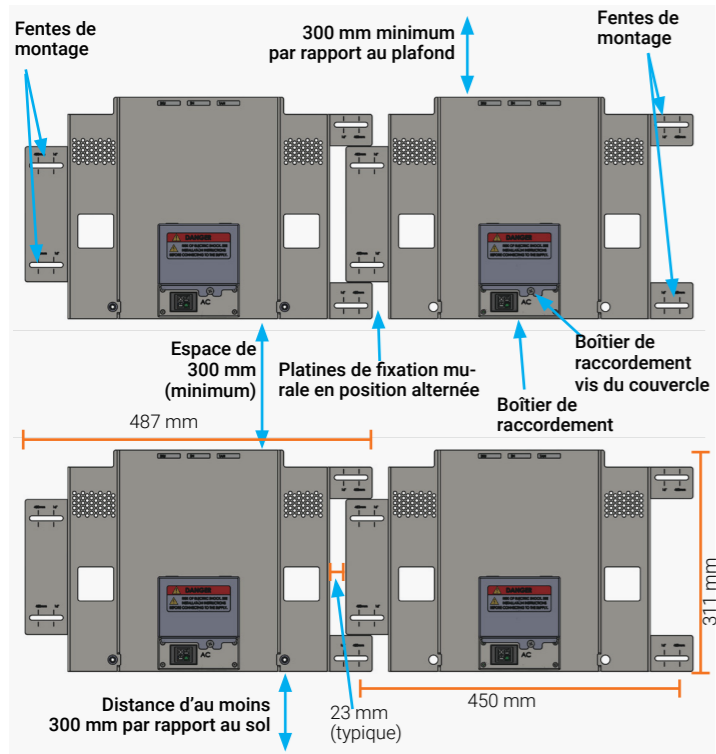 Fentes de
montage
300 mm minimum
par rapport au plafond
Fentes de
montage
DANGER
AC
DANGER
AC
Espace de
300 mm
(minimum)
Platines de fixation mu-
rale en position alternée
Boîtier de
raccordement
vis du couvercle
Boîtier de
raccordement
487 mm
DANGER
AC
DANGER
AC
311 mm
450 mm
Distance d'au moins
300 mm par rapport au sol
23 mm
(typique)